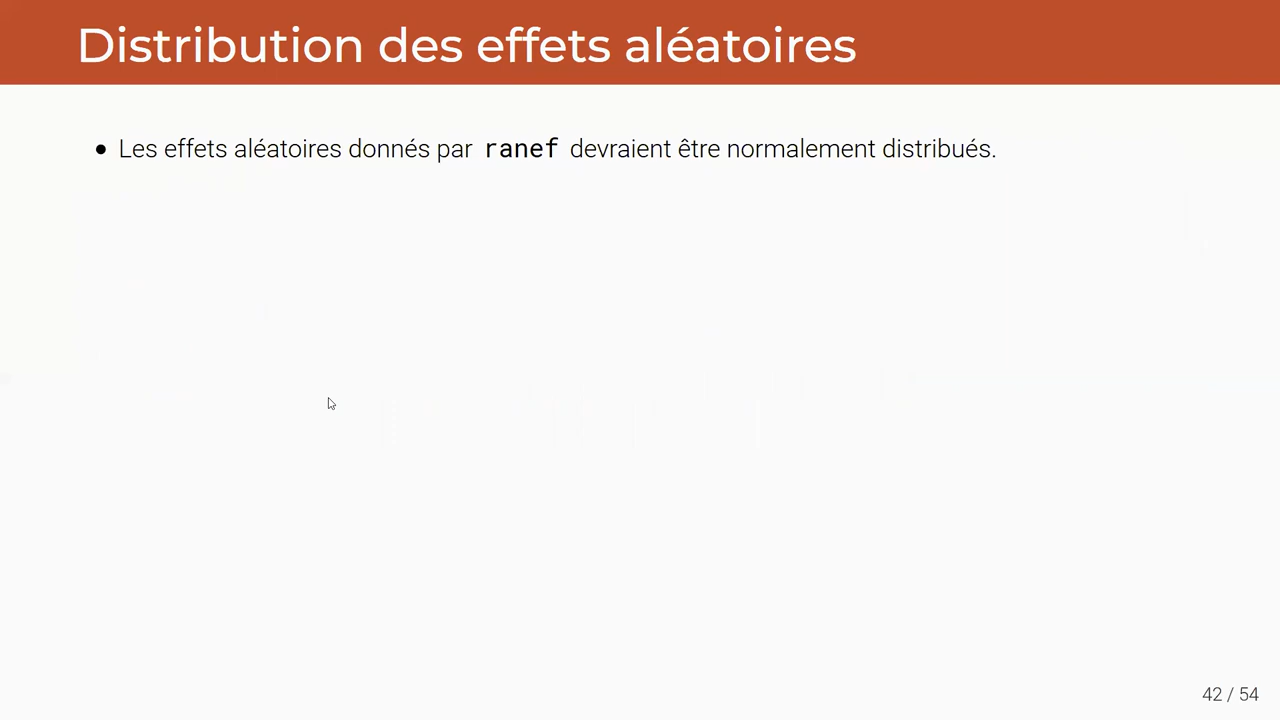 Distribution des effets aléatoires
• Les effets aléatoires donnés par ranef devraient être normalement distribués.
42 / 54